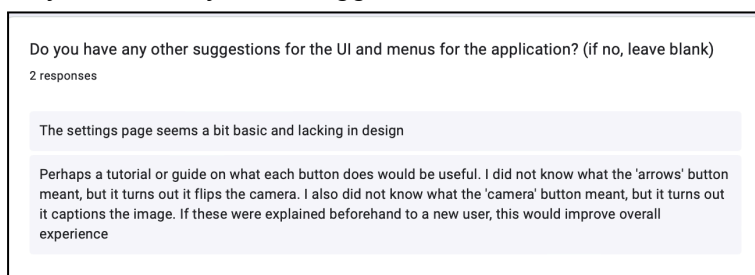 Do you have any other suggestions for the UI and menus for the application? (if no, leave blank)
2 responses
The settings page seems a bit basic and lacking in design
Perhaps a tutorial or guide on what each button does would be useful. I did not know what the 'arrows' button
meant, but it turns out it flips the camera. I also did not know what the 'camera' button meant, but it turns out
it captions the image. If these were explained beforehand to a new user, this would improve overall
experience